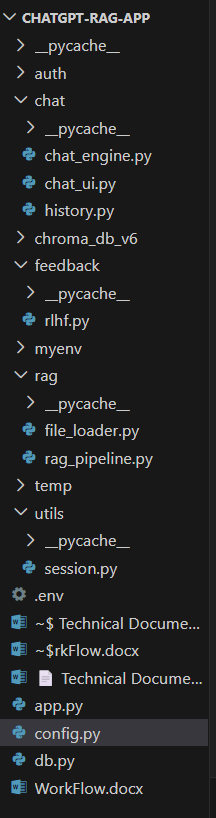 CHATGPT-RAG-APP
__pycache__
auth
chat
__pycache__
chat_engine.py
chat_ui.py
history.py
chroma_db_v6
feedback
__pycache__
rlhf.py
myenv
rag
__pycache__
file_loader.py
rag_pipeline.py
temp
utils
__pycache__
session.py
.env
~$ Technical Docume...
~$rkFlow.docx
Technical Docume...
app.py
config.py
db.py
WorkFlow.docx